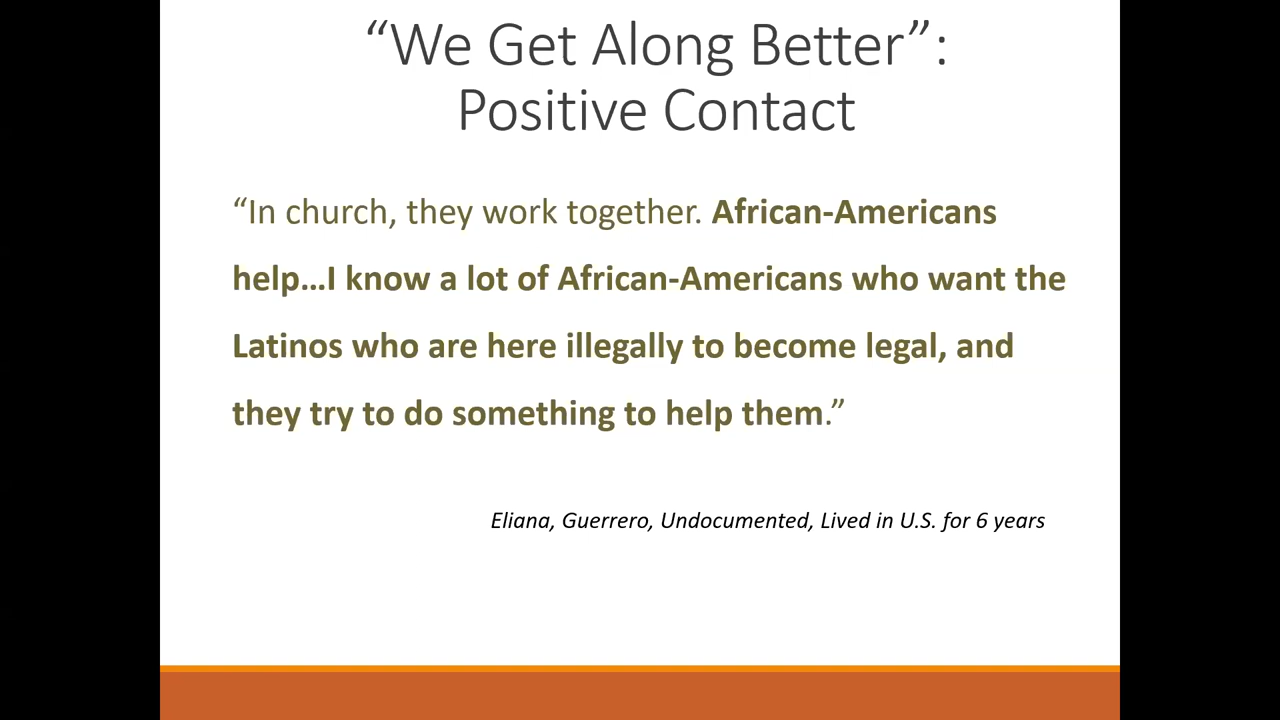 “We Get Along Better”:
Positive Contact
“In church, they work together. African-Americans
help…I know a lot of African-Americans who want the
Latinos who are here illegally to become legal, and
they try to do something to help them.”
Eliana, Guerrero, Undocumented, Lived in U.S. for 6 years